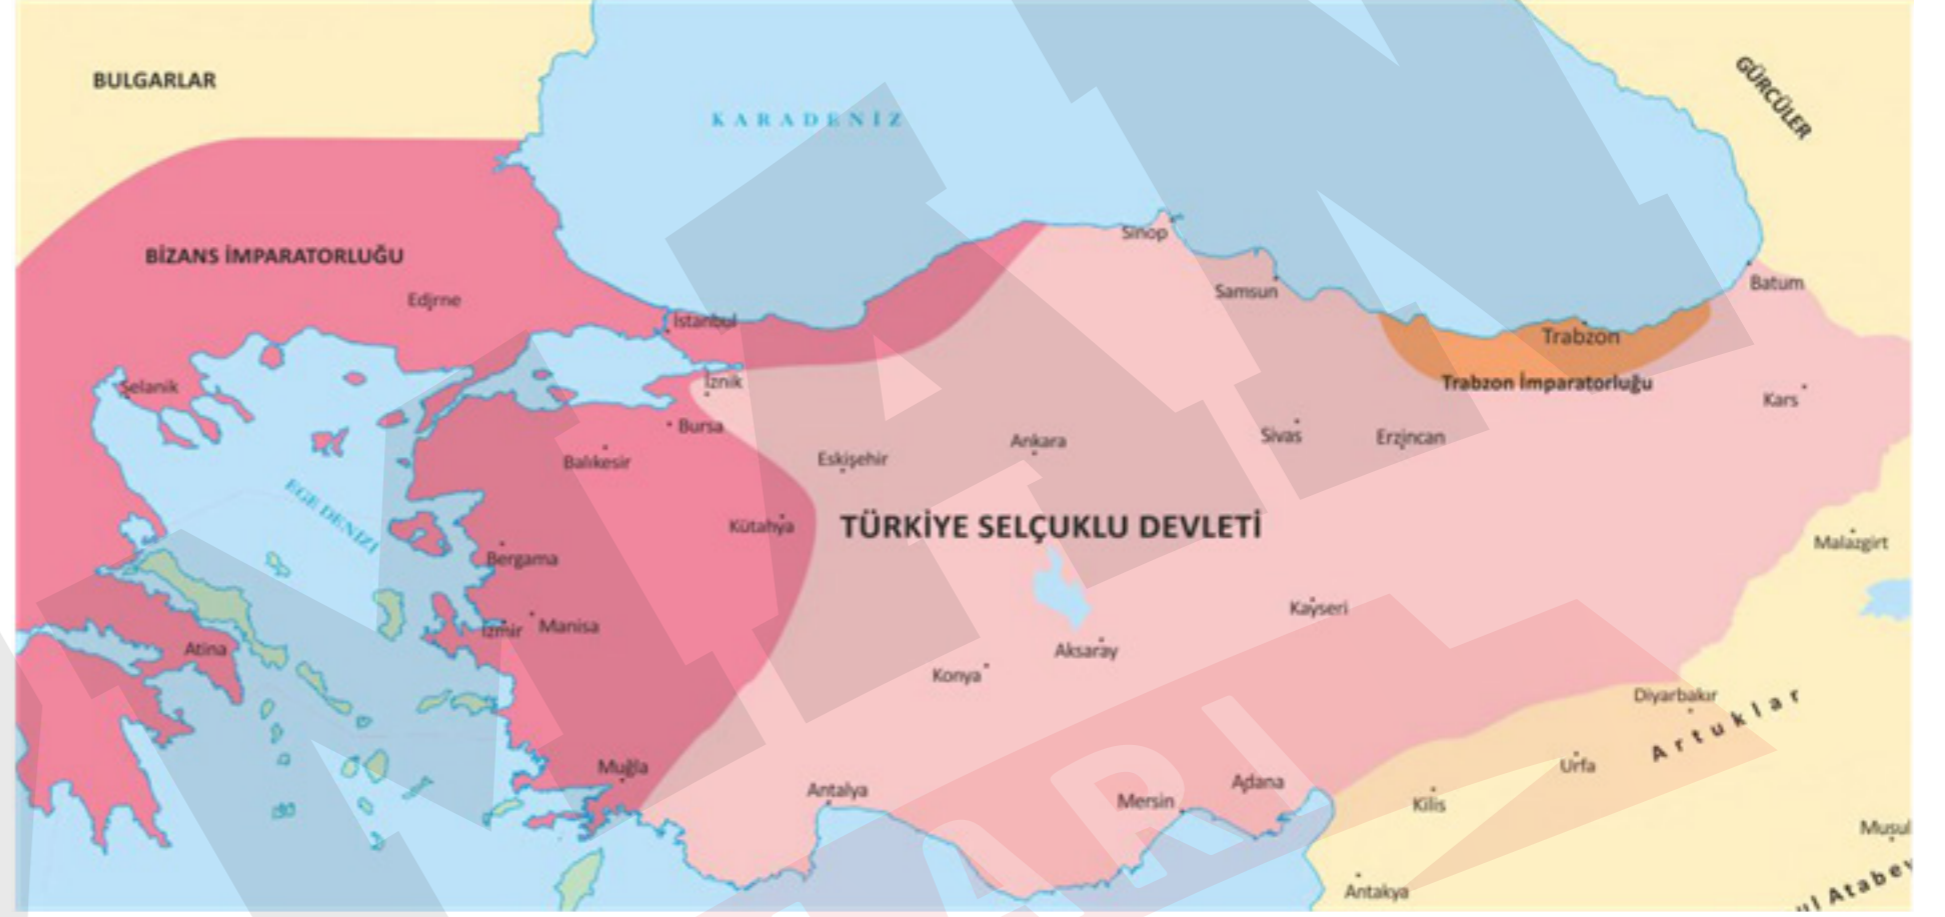 BULGARLAR
GÜRCÜLER
KARADENİZ
BİZANS İMPARATORLUĞU
Sinop
Batum
Edirne
Samsun
İstanbul
Trabzon
Trabzon İmparatorluğu
Selanik
İznik
Kars
Bursa
Sivas
Erzincan
Ankara
Balıkesir
Eskişehir
EGE DENİZİ
Kütahya
TÜRKİYE SELÇUKLU DEVLETİ
Malazgirt
Bergama
Kayseri
İzmir
Manisa
Atina
Aksaray
Konya
Diyarbakır
Artuklar
Muğla
Urfa
Antalya
Adana
Mersin
Kilis
Musul
Antakya
ul Atabey